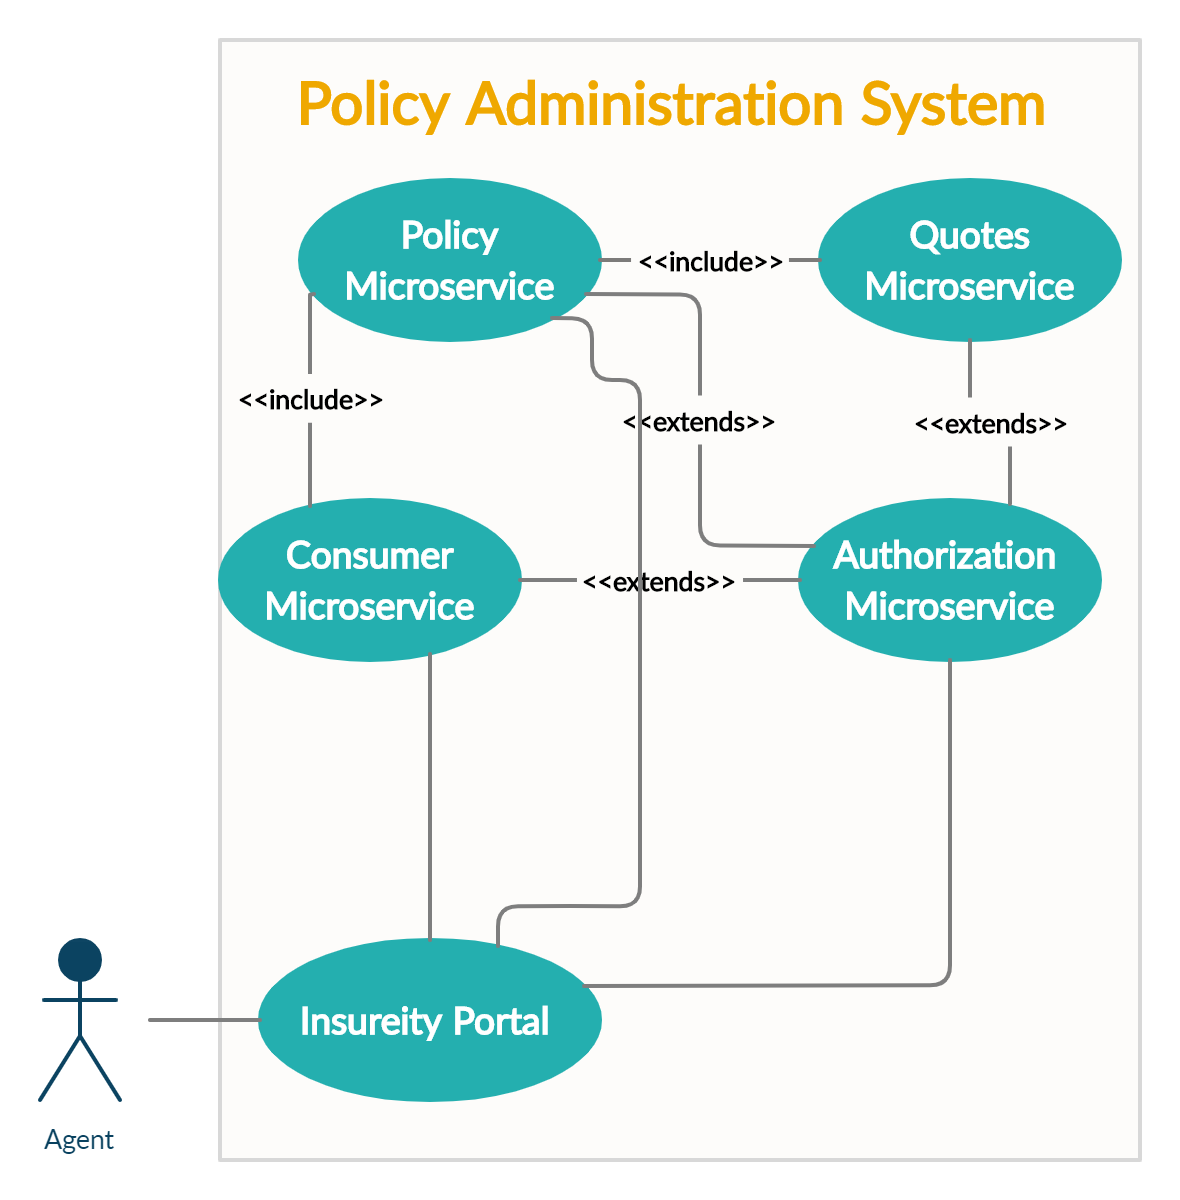 Policy Administration System
Policy
Microservice
<<include>>
Quotes
Microservice
<<include>>
<<extends>>
<<extends>>
Consumer
Microservice
<<extends>>
Authorization
Microservice
Insureity Portal
Agent